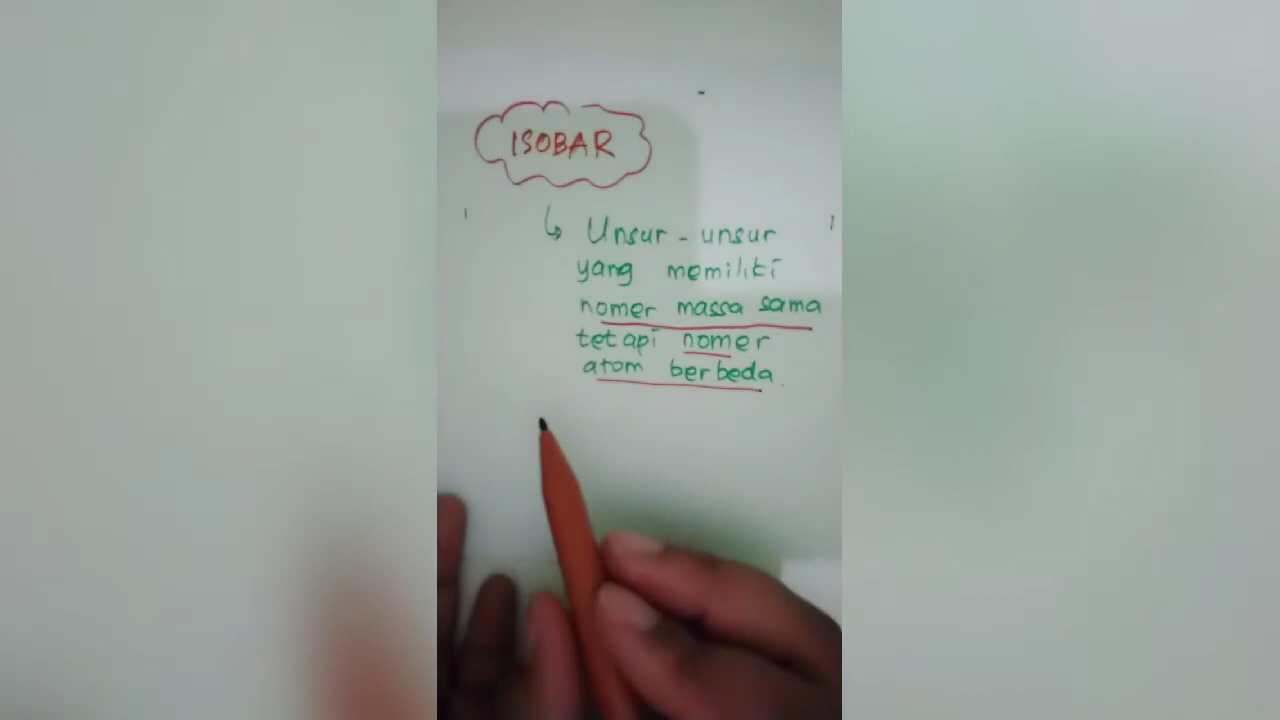 ISOBAR
↳ Unsur - unsur
yang memiliki
nomer massa sama
tetapi nomer
atom berbeda.